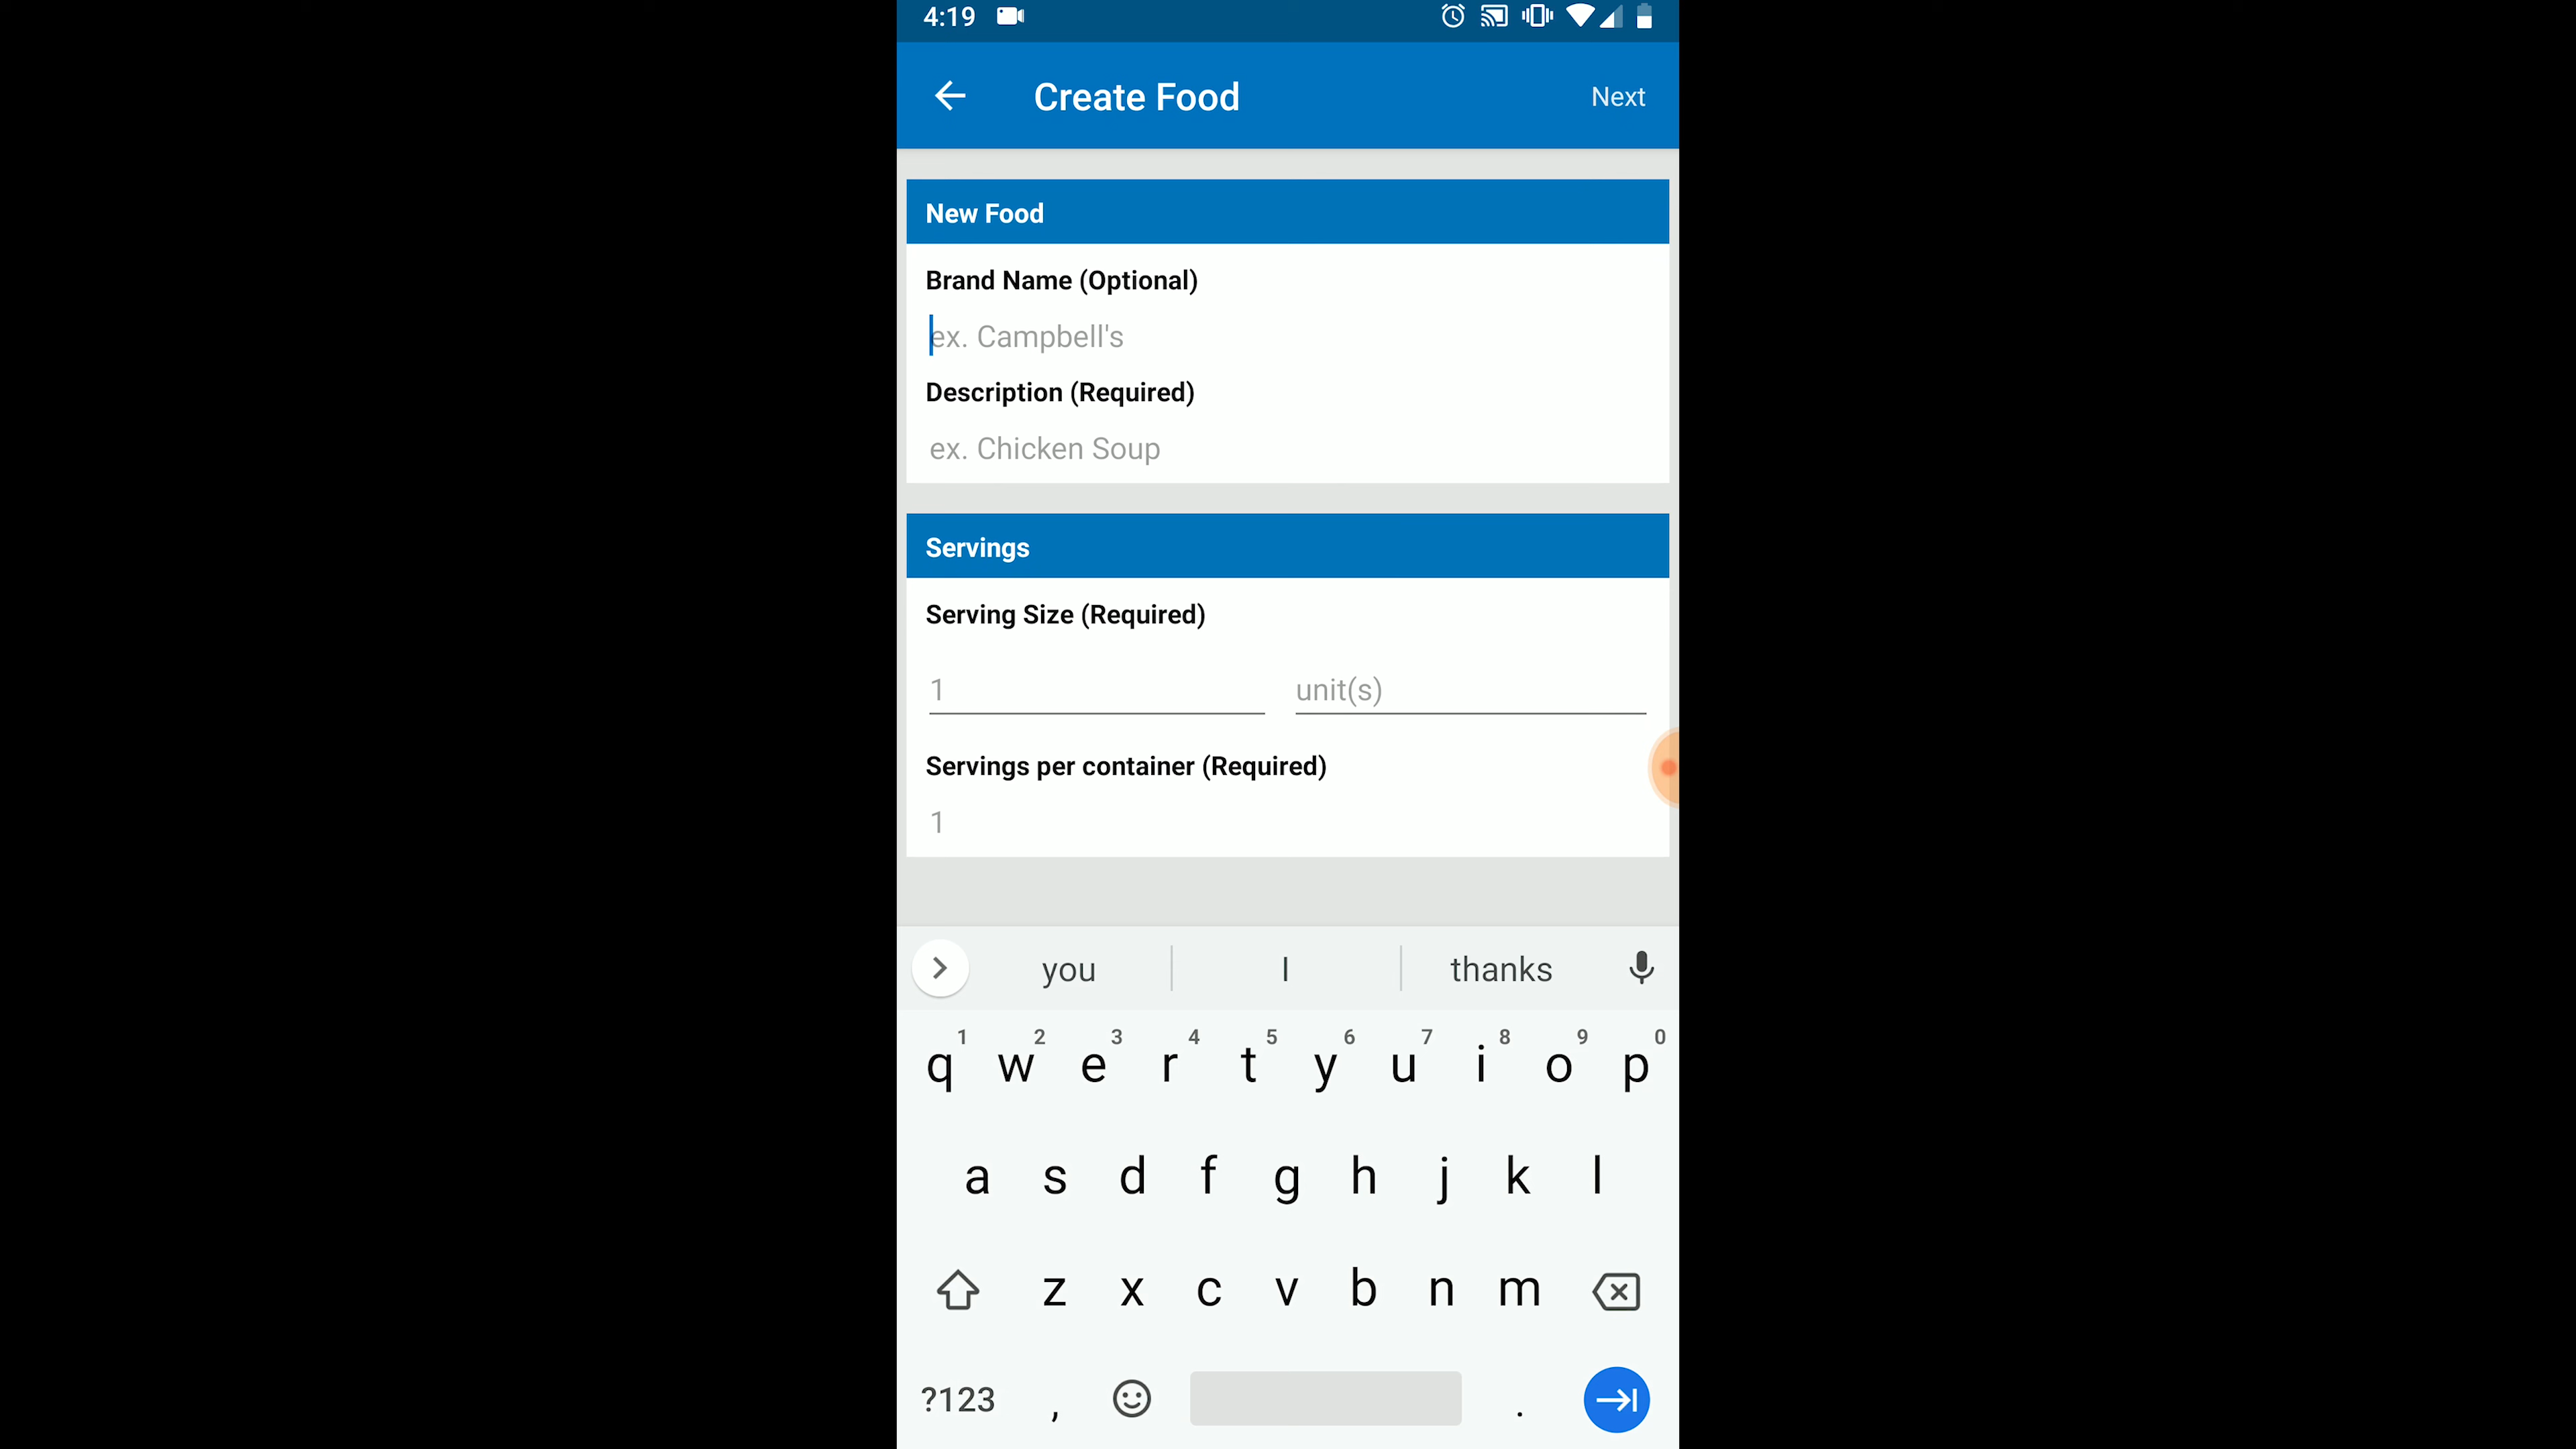 4:19
Create Food
Next
New Food
Brand Name (Optional)
ex. Campbell's
Description (Required)
ex. Chicken Soup
Servings
Serving Size (Required)
1 unit(s)
Servings per container (Required)
1
you I thanks
1 2 3 4 5 6 7 8 9 0
q w e r t y u i o p
a s d f g h j k l
z x c v b n m
?123 , .